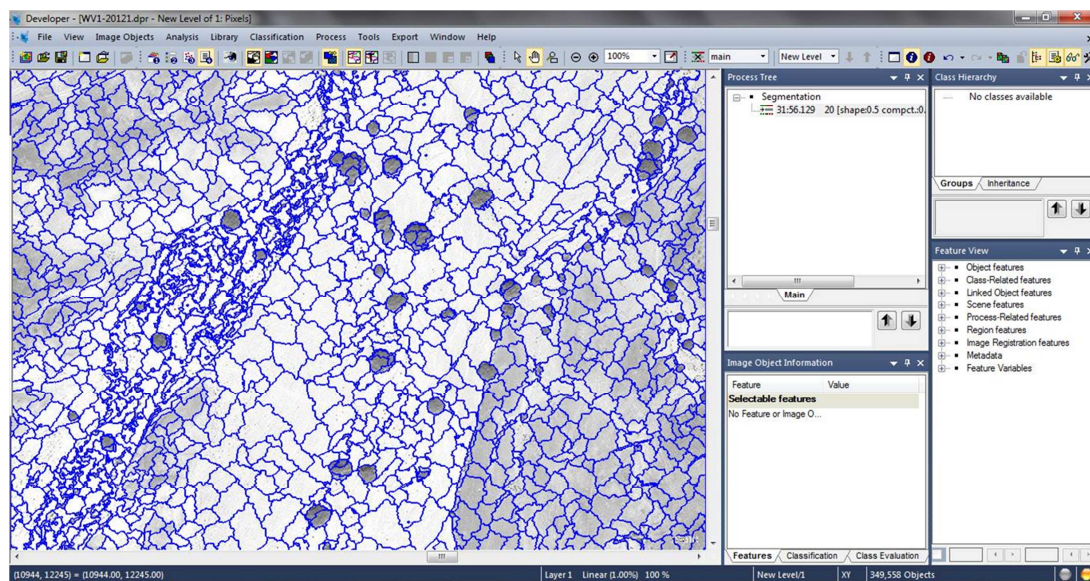 Developer - [WV1-20121.dpr - New Level of 1: Pixels]
File View Image Objects Analysis Library Classification Process Tools Export Window Help
100% main New Level
Process Tree
Segmentation
31:56.129 20 [shape:0.5 compct.:0.
Main
Class Hierarchy
No classes available
Groups Inheritance
Feature View
Object features
Class-Related features
Linked Object features
Scene features
Process-Related features
Region features
Image Registration features
Metadata
Feature Variables
Image Object Information
Feature Value
Selectable features
No Feature or Image O...
Features Classification Class Evaluation
(10944, 12245) = (10944.00, 12245.00) Layer 1 Linear (1.00%) 100 % New Level/1 XY 349,558 Objects